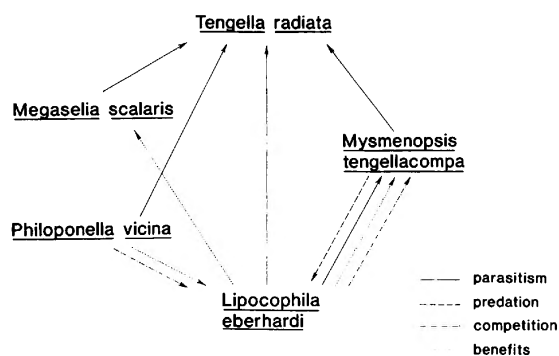 Tengella radiata
Megaselia scalaris
Mysmenopsis
tengellacompa
Philoponella vicina
Lipocophila
eberhardi
parasitism
predation
competition
benefits